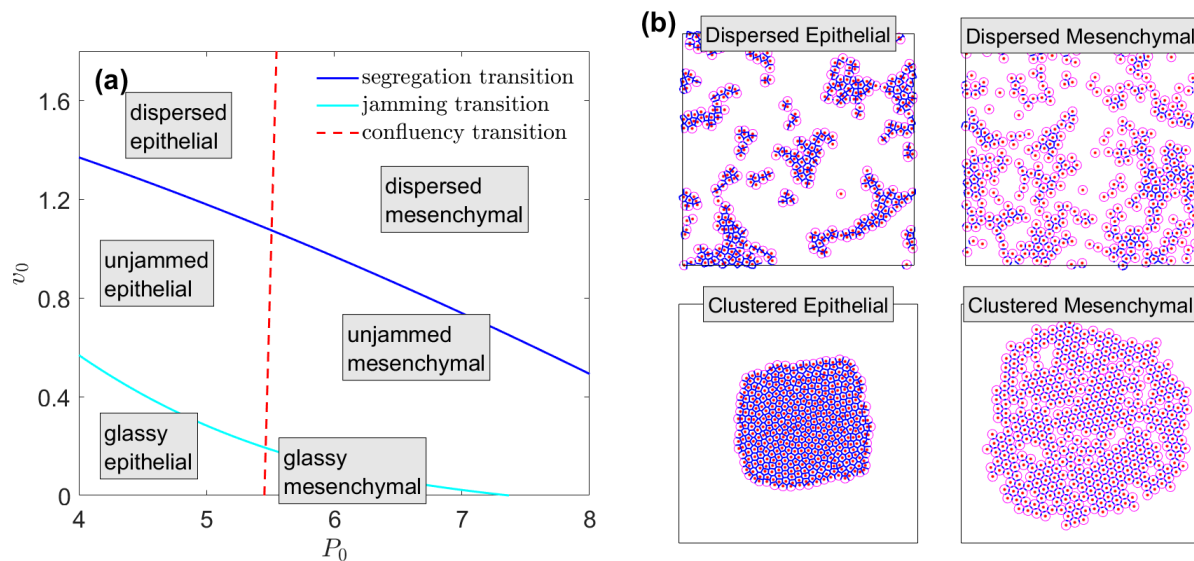 (a)
segregation transition
jamming transition
confluency transition
dispersed
epithelial
dispersed
mesenchymal
unjammed
epithelial
unjammed
mesenchymal
glassy
epithelial
glassy
mesenchymal
1.6
1.2
0.8
0.4
0
v₀
4
5
6
7
8
P₀
(b)
Dispersed Epithelial
Dispersed Mesenchymal
Clustered Epithelial
Clustered Mesenchymal